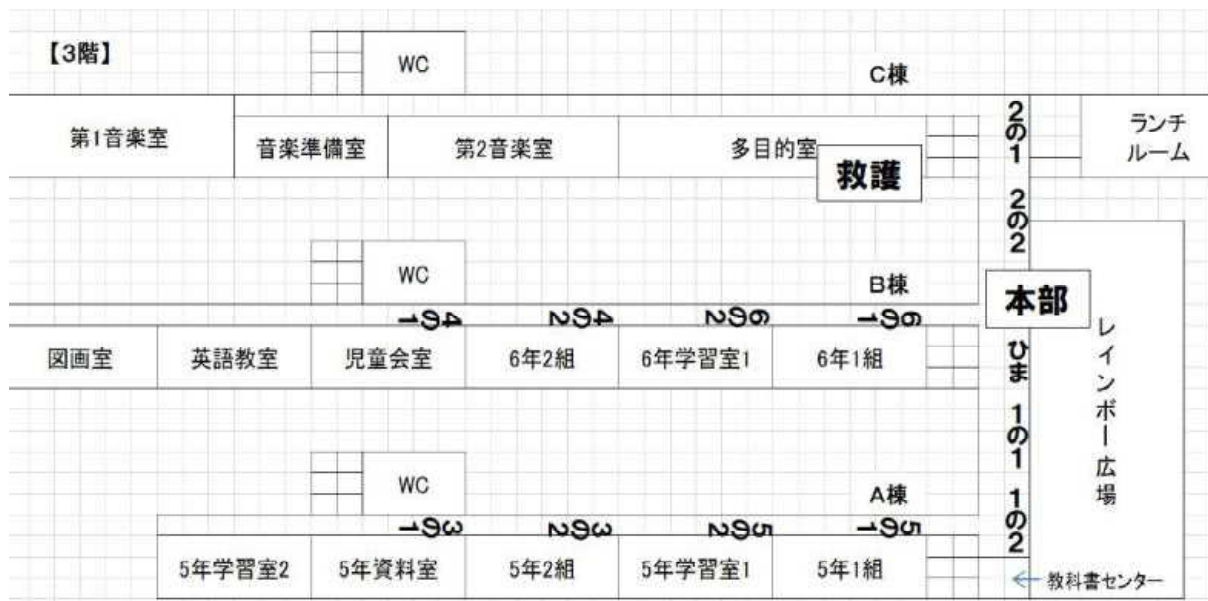 【3階】
WC
C棟
第1音楽室
音楽準備室
第2音楽室
多目的室
救護
2の1
ランチ
ルーム
2の2
WC
B棟
本部
4の1
4の2
6の2
6の1
図画室
英語教室
児童会室
6年2組
6年学習室1
6年1組
ひま
レインボー広場
1の1
WC
A棟
1の2
3の1
3の2
5の2
5の1
5年学習室2
5年資料室
5年2組
5年学習室1
5年1組
←教科書センター